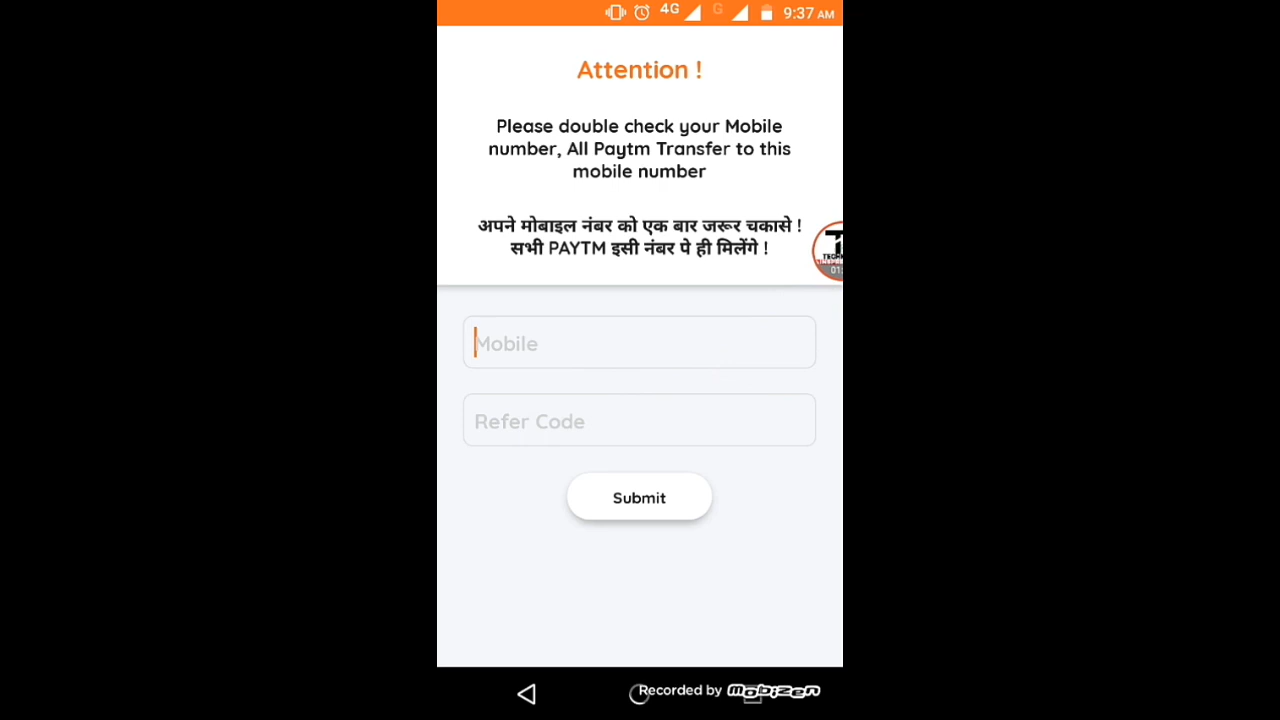 4G G 9:37 AM
Attention !
Please double check your Mobile
number, All Paytm Transfer to this
mobile number
अपने मोबाइल नंबर को एक बार जरूर चकासे !
सभी PAYTM इसी नंबर पे ही मिलेंगे !
Mobile
Refer Code
Submit
Recorded by mobizen